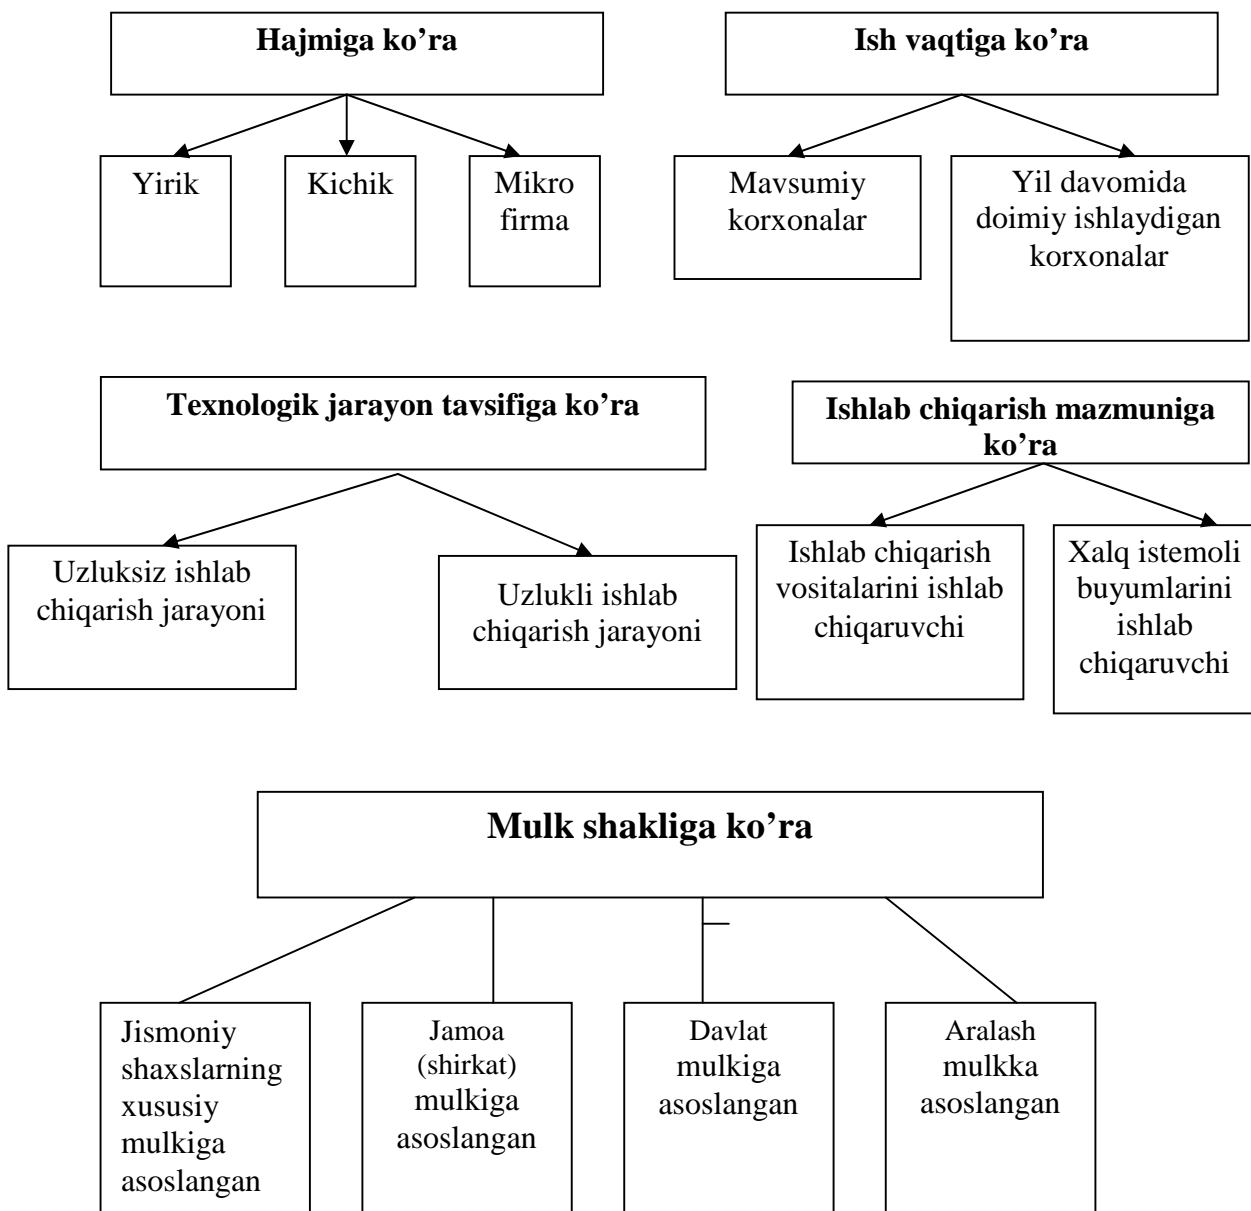 Hajmiga ko’ra
Ish vaqtiga ko’ra
Yirik
Kichik
Mikro
firma
Mavsumiy
korxonalar
Yil davomida
doimiy ishlaydigan
korxonalar
Texnologik jarayon tavsifiga ko’ra
Ishlab chiqarish mazmuniga
ko’ra
Uzluksiz ishlab
chiqarish jarayoni
Uzlukli ishlab
chiqarish jarayoni
Ishlab chiqarish
vositalarini ishlab
chiqaruvchi
Xalq istemoli
buyumlarini
ishlab
chiqaruvchi
Mulk shakliga ko’ra
Jismoniy
shaxslarning
xususiy
mulkiga
asoslangan
Jamoa
(shirkat)
mulkiga
asoslangan
Davlat
mulkiga
asoslangan
Aralash
mulkka
asoslangan